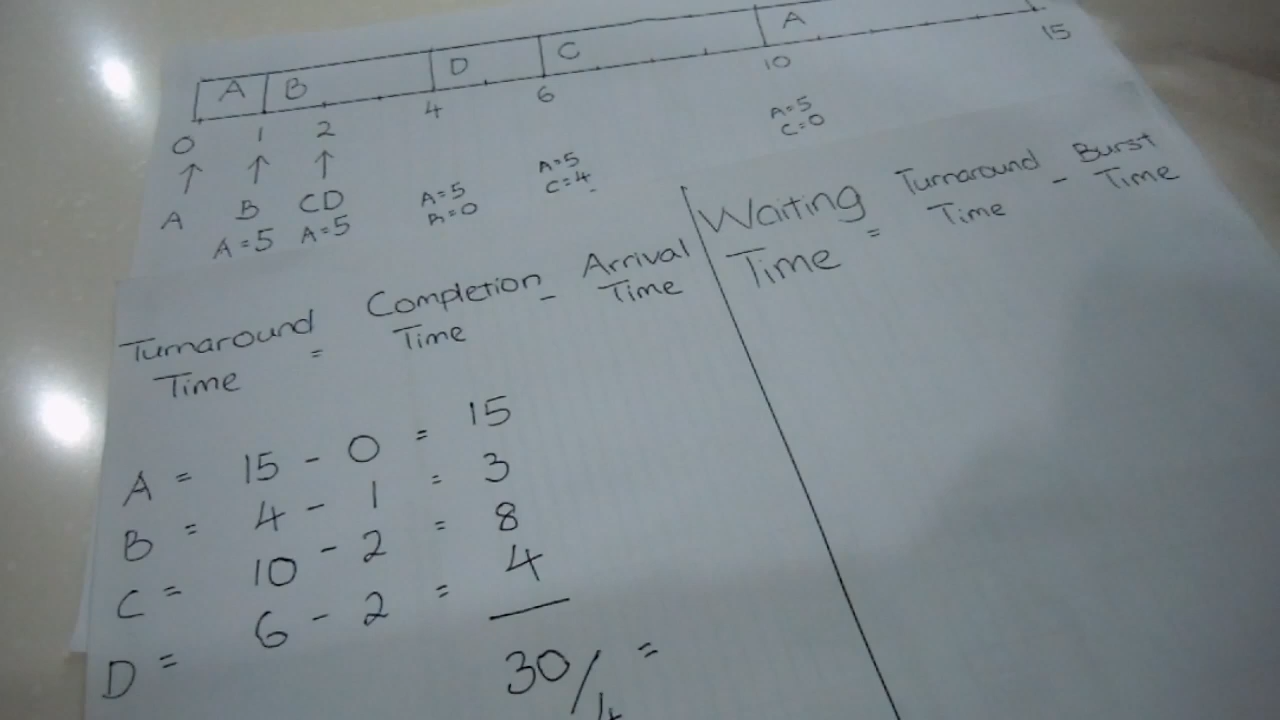 A B D C A
0 1 2 4 6 10 15
↑ ↑ ↑
A B CD
A=5 A=5 A=5 A=5 A=5
B=0 C=4 C=0
Turnaround Time = Completion Time - Arrival Time
Waiting Time = Turnaround Time - Burst Time
A = 15 - 0 = 15
B = 4 - 1 = 3
C = 10 - 2 = 8
D = 6 - 2 = 4
30/4 =